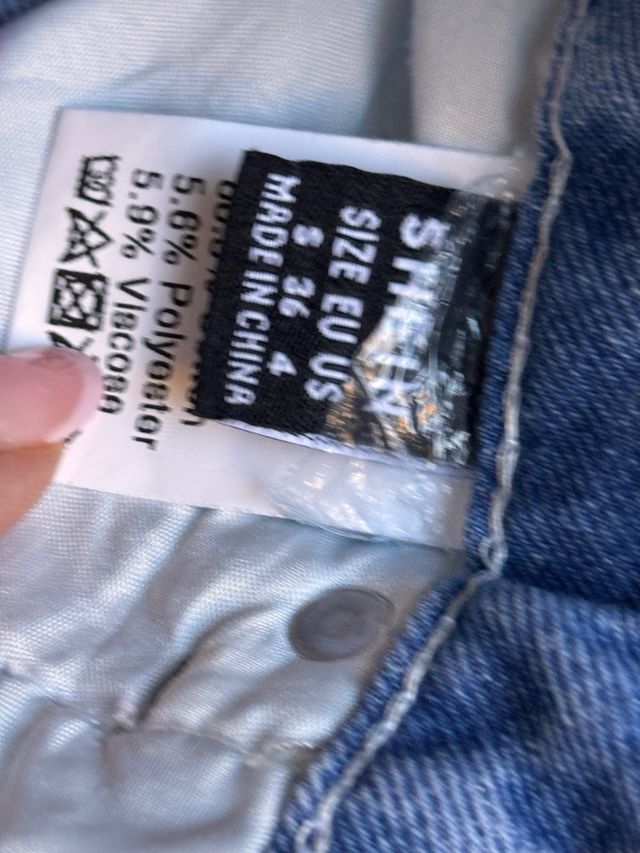 SHEIN
SIZE EU US
S 36 4
MADE IN CHINA
5.6% Polyester
5.9% Viscose